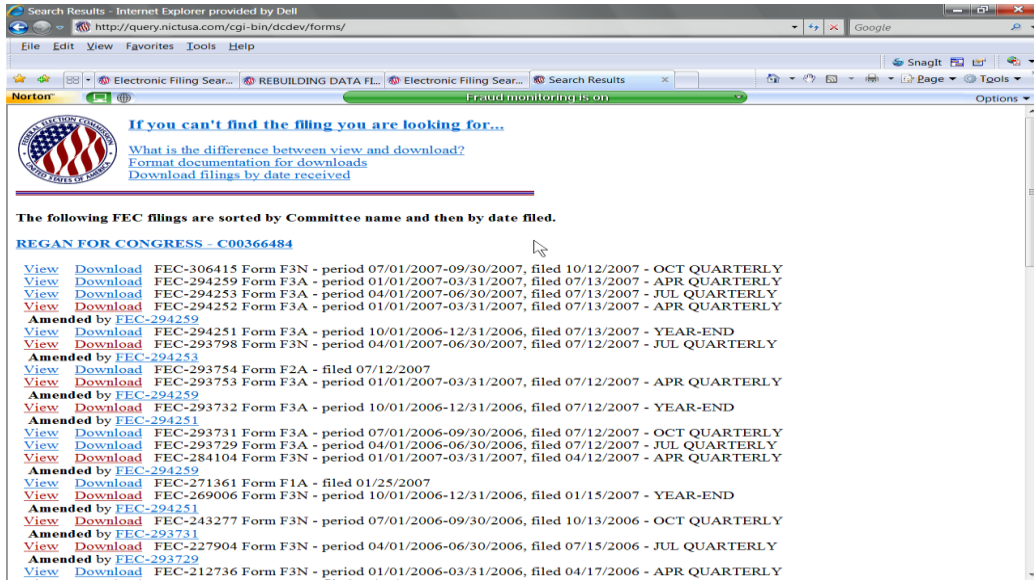 Search Results - Internet Explorer provided by Dell
http://query.nictusa.com/cgi-bin/dcdev/forms/
Google
File Edit View Favorites Tools Help
SnagIt
Electronic Filing Sear... REBUILDING DATA FI... Electronic Filing Sear... Search Results
Page Tools
Norton Fraud monitoring is on Options
FEDERAL ELECTION COMMISSION
UNITED STATES OF AMERICA
If you can't find the filing you are looking for...
What is the difference between view and download?
Format documentation for downloads
Download filings by date received
The following FEC filings are sorted by Committee name and then by date filed.
REGAN FOR CONGRESS - C00366484
View Download FEC-306415 Form F3N - period 07/01/2007-09/30/2007, filed 10/12/2007 - OCT QUARTERLY
View Download FEC-294259 Form F3A - period 01/01/2007-03/31/2007, filed 07/13/2007 - APR QUARTERLY
View Download FEC-294253 Form F3A - period 04/01/2007-06/30/2007, filed 07/13/2007 - JUL QUARTERLY
View Download FEC-294252 Form F3A - period 01/01/2007-03/31/2007, filed 07/13/2007 - APR QUARTERLY
Amended by FEC-294259
View Download FEC-294251 Form F3A - period 10/01/2006-12/31/2006, filed 07/13/2007 - YEAR-END
View Download FEC-293798 Form F3N - period 04/01/2007-06/30/2007, filed 07/12/2007 - JUL QUARTERLY
Amended by FEC-294253
View Download FEC-293754 Form F2A - filed 07/12/2007
View Download FEC-293753 Form F3A - period 01/01/2007-03/31/2007, filed 07/12/2007 - APR QUARTERLY
Amended by FEC-294259
View Download FEC-293732 Form F3A - period 10/01/2006-12/31/2006, filed 07/12/2007 - YEAR-END
Amended by FEC-294251
View Download FEC-293731 Form F3A - period 07/01/2006-09/30/2006, filed 07/12/2007 - OCT QUARTERLY
View Download FEC-293729 Form F3A - period 04/01/2006-06/30/2006, filed 07/12/2007 - JUL QUARTERLY
View Download FEC-284104 Form F3N - period 01/01/2007-03/31/2007, filed 04/12/2007 - APR QUARTERLY
Amended by FEC-294259
View Download FEC-271361 Form F1A - filed 01/25/2007
View Download FEC-269006 Form F3N - period 10/01/2006-12/31/2006, filed 01/15/2007 - YEAR-END
Amended by FEC-294251
View Download FEC-243277 Form F3N - period 07/01/2006-09/30/2006, filed 10/13/2006 - OCT QUARTERLY
Amended by FEC-293731
View Download FEC-227904 Form F3N - period 04/01/2006-06/30/2006, filed 07/15/2006 - JUL QUARTERLY
Amended by FEC-293729
View Download FEC-212736 Form F3N - period 01/01/2006-03/31/2006, filed 04/17/2006 - APR QUARTERLY